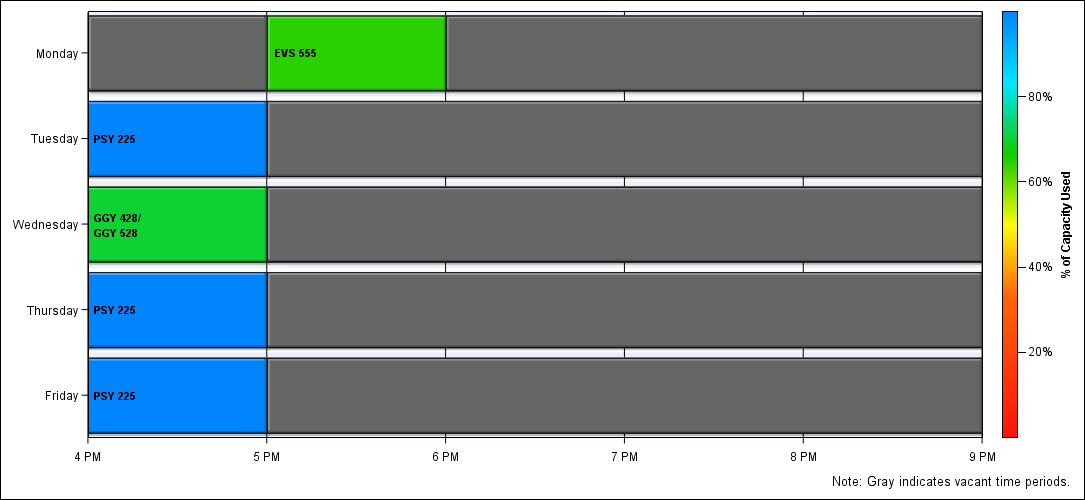 Monday
EVS 555
Tuesday
PSY 225
Wednesday
GGY 428/
GGY 528
Thursday
PSY 225
Friday
PSY 225
4 PM
5 PM
6 PM
7 PM
8 PM
9 PM
80%
60%
40%
20%
% of Capacity Used
Note: Gray indicates vacant time periods.